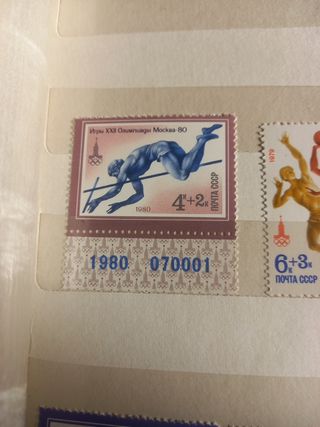 Игры XXII Олимпиады Москва-80
1980
4к+2к
ПОЧТА СССР
1980 070001
1979
6к+3к
ПОЧТА СССР